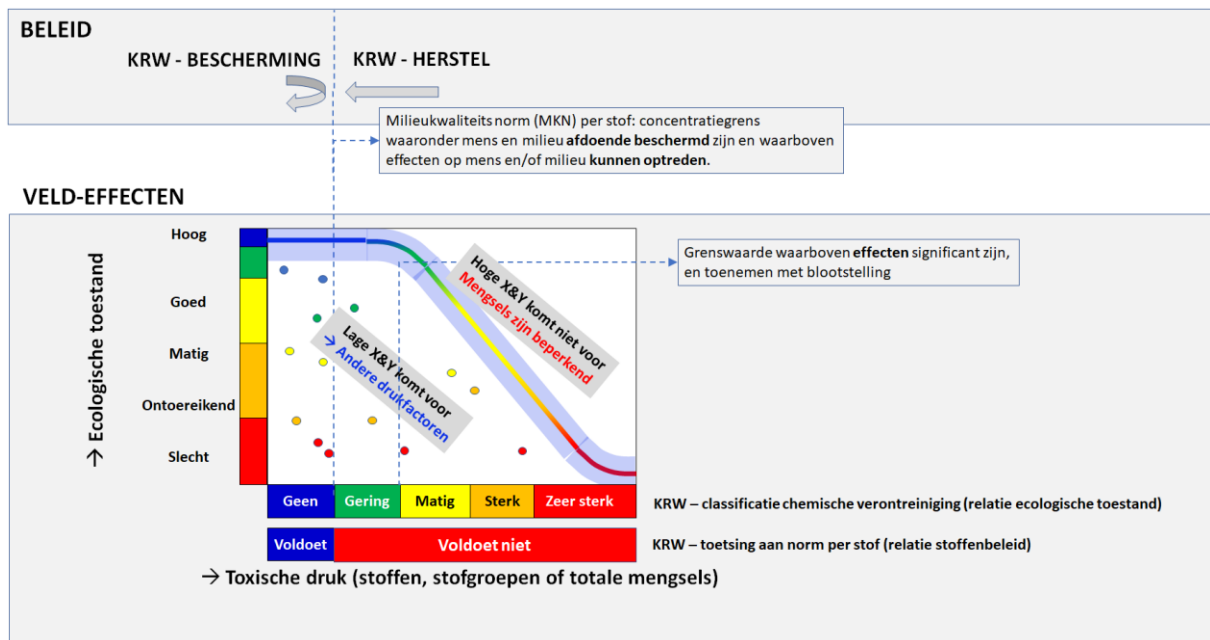 BELEID
KRW - BESCHERMING
KRW - HERSTEL
Milieukwaliteits norm (MKN) per stof: concentratiegrens
waaronder mens en milieu afdoende beschermd zijn en waarboven
effecten op mens en/of milieu kunnen optreden.
VELD-EFFECTEN
→ Ecologische toestand
Hoog
Goed
Matig
Ontoereikend
Slecht
Grenswaarde waarboven effecten significant zijn,
en toenemen met blootstelling
Hoge X&Y komt niet voor
Mengsels zijn beperkend
Lage X&Y komt voor
→ Andere drukfactoren
Geen
Gering
Matig
Sterk
Zeer sterk
KRW – classificatie chemische verontreiniging (relatie ecologische toestand)
Voldoet
Voldoet niet
KRW – toetsing aan norm per stof (relatie stoffenbeleid)
→ Toxische druk (stoffen, stofgroepen of totale mengsels)